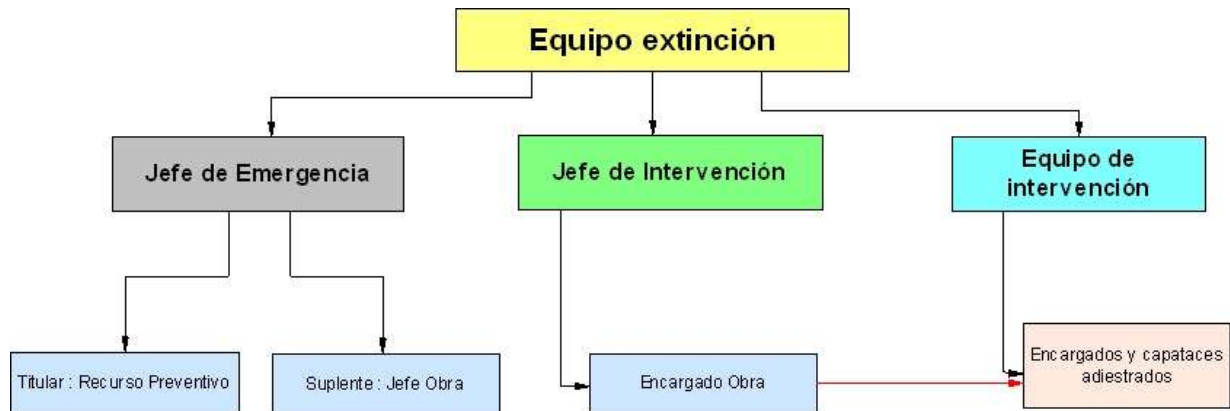 Equipo extinción
Jefe de Emergencia
Jefe de Intervención
Equipo de
intervención
Titular : Recurso Preventivo
Suplente : Jefe Obra
Encargado Obra
Encargados y capataces
adiestrados